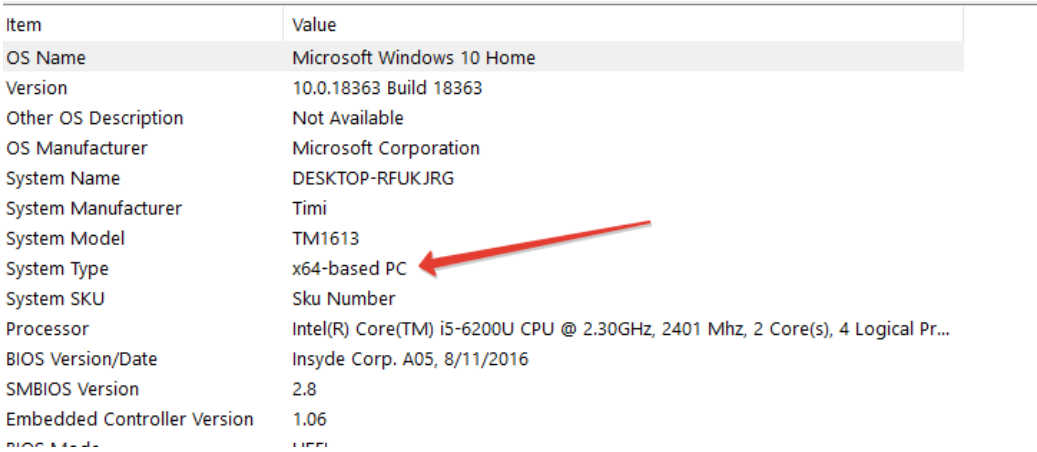 Item Value
OS Name Microsoft Windows 10 Home
Version 10.0.18363 Build 18363
Other OS Description Not Available
OS Manufacturer Microsoft Corporation
System Name DESKTOP-RFUKJRG
System Manufacturer Timi
System Model TM1613
System Type x64-based PC
System SKU Sku Number
Processor Intel(R) Core(TM) i5-6200U CPU @ 2.30GHz, 2401 Mhz, 2 Core(s), 4 Logical Pr...
BIOS Version/Date Insyde Corp. A05, 8/11/2016
SMBIOS Version 2.8
Embedded Controller Version 1.06
BIOS Mode UEFI